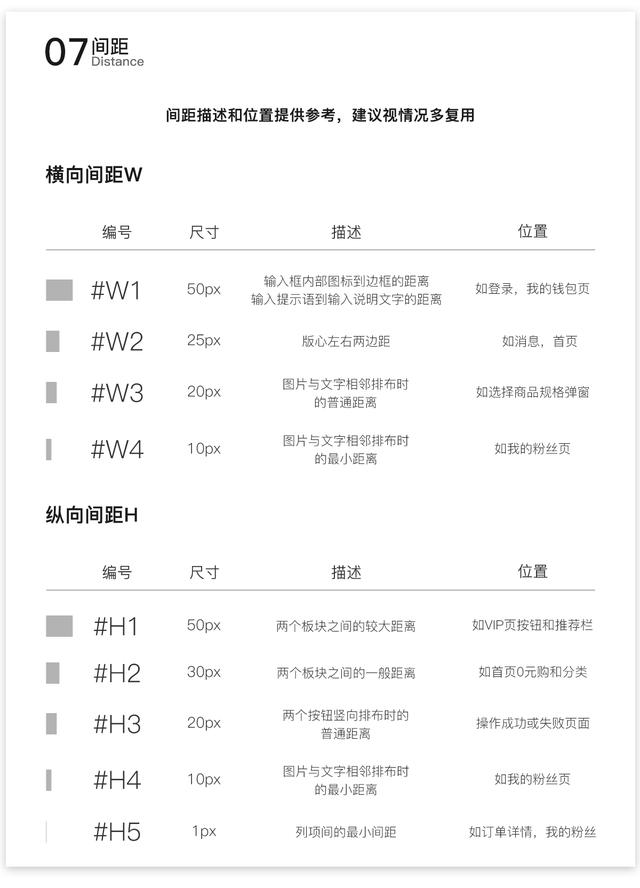 07 间距
Distance
间距描述和位置提供参考，建议视情况多复用
横向间距W
编号 尺寸 描述 位置
#W1 50px 输入框内部图标到边框的距离 如登录，我的钱包页
输入提示语到输入说明文字的距离
#W2 25px 版心左右两边距 如消息，首页
#W3 20px 图片与文字相邻排布时 如选择商品规格弹窗
的普通距离
#W4 10px 图片与文字相邻排布时 如我的粉丝页
的最小距离
纵向间距H
编号 尺寸 描述 位置
#H1 50px 两个板块之间的较大距离 如VIP页按钮和推荐栏
#H2 30px 两个板块之间的一般距离 如首页0元购和分类
#H3 20px 两个按钮竖向排布时的 操作成功或失败页面
普通距离
#H4 10px 图片与文字相邻排布时 如我的粉丝页
的最小距离
#H5 1px 列项间的最小间距 如订单详情，我的粉丝